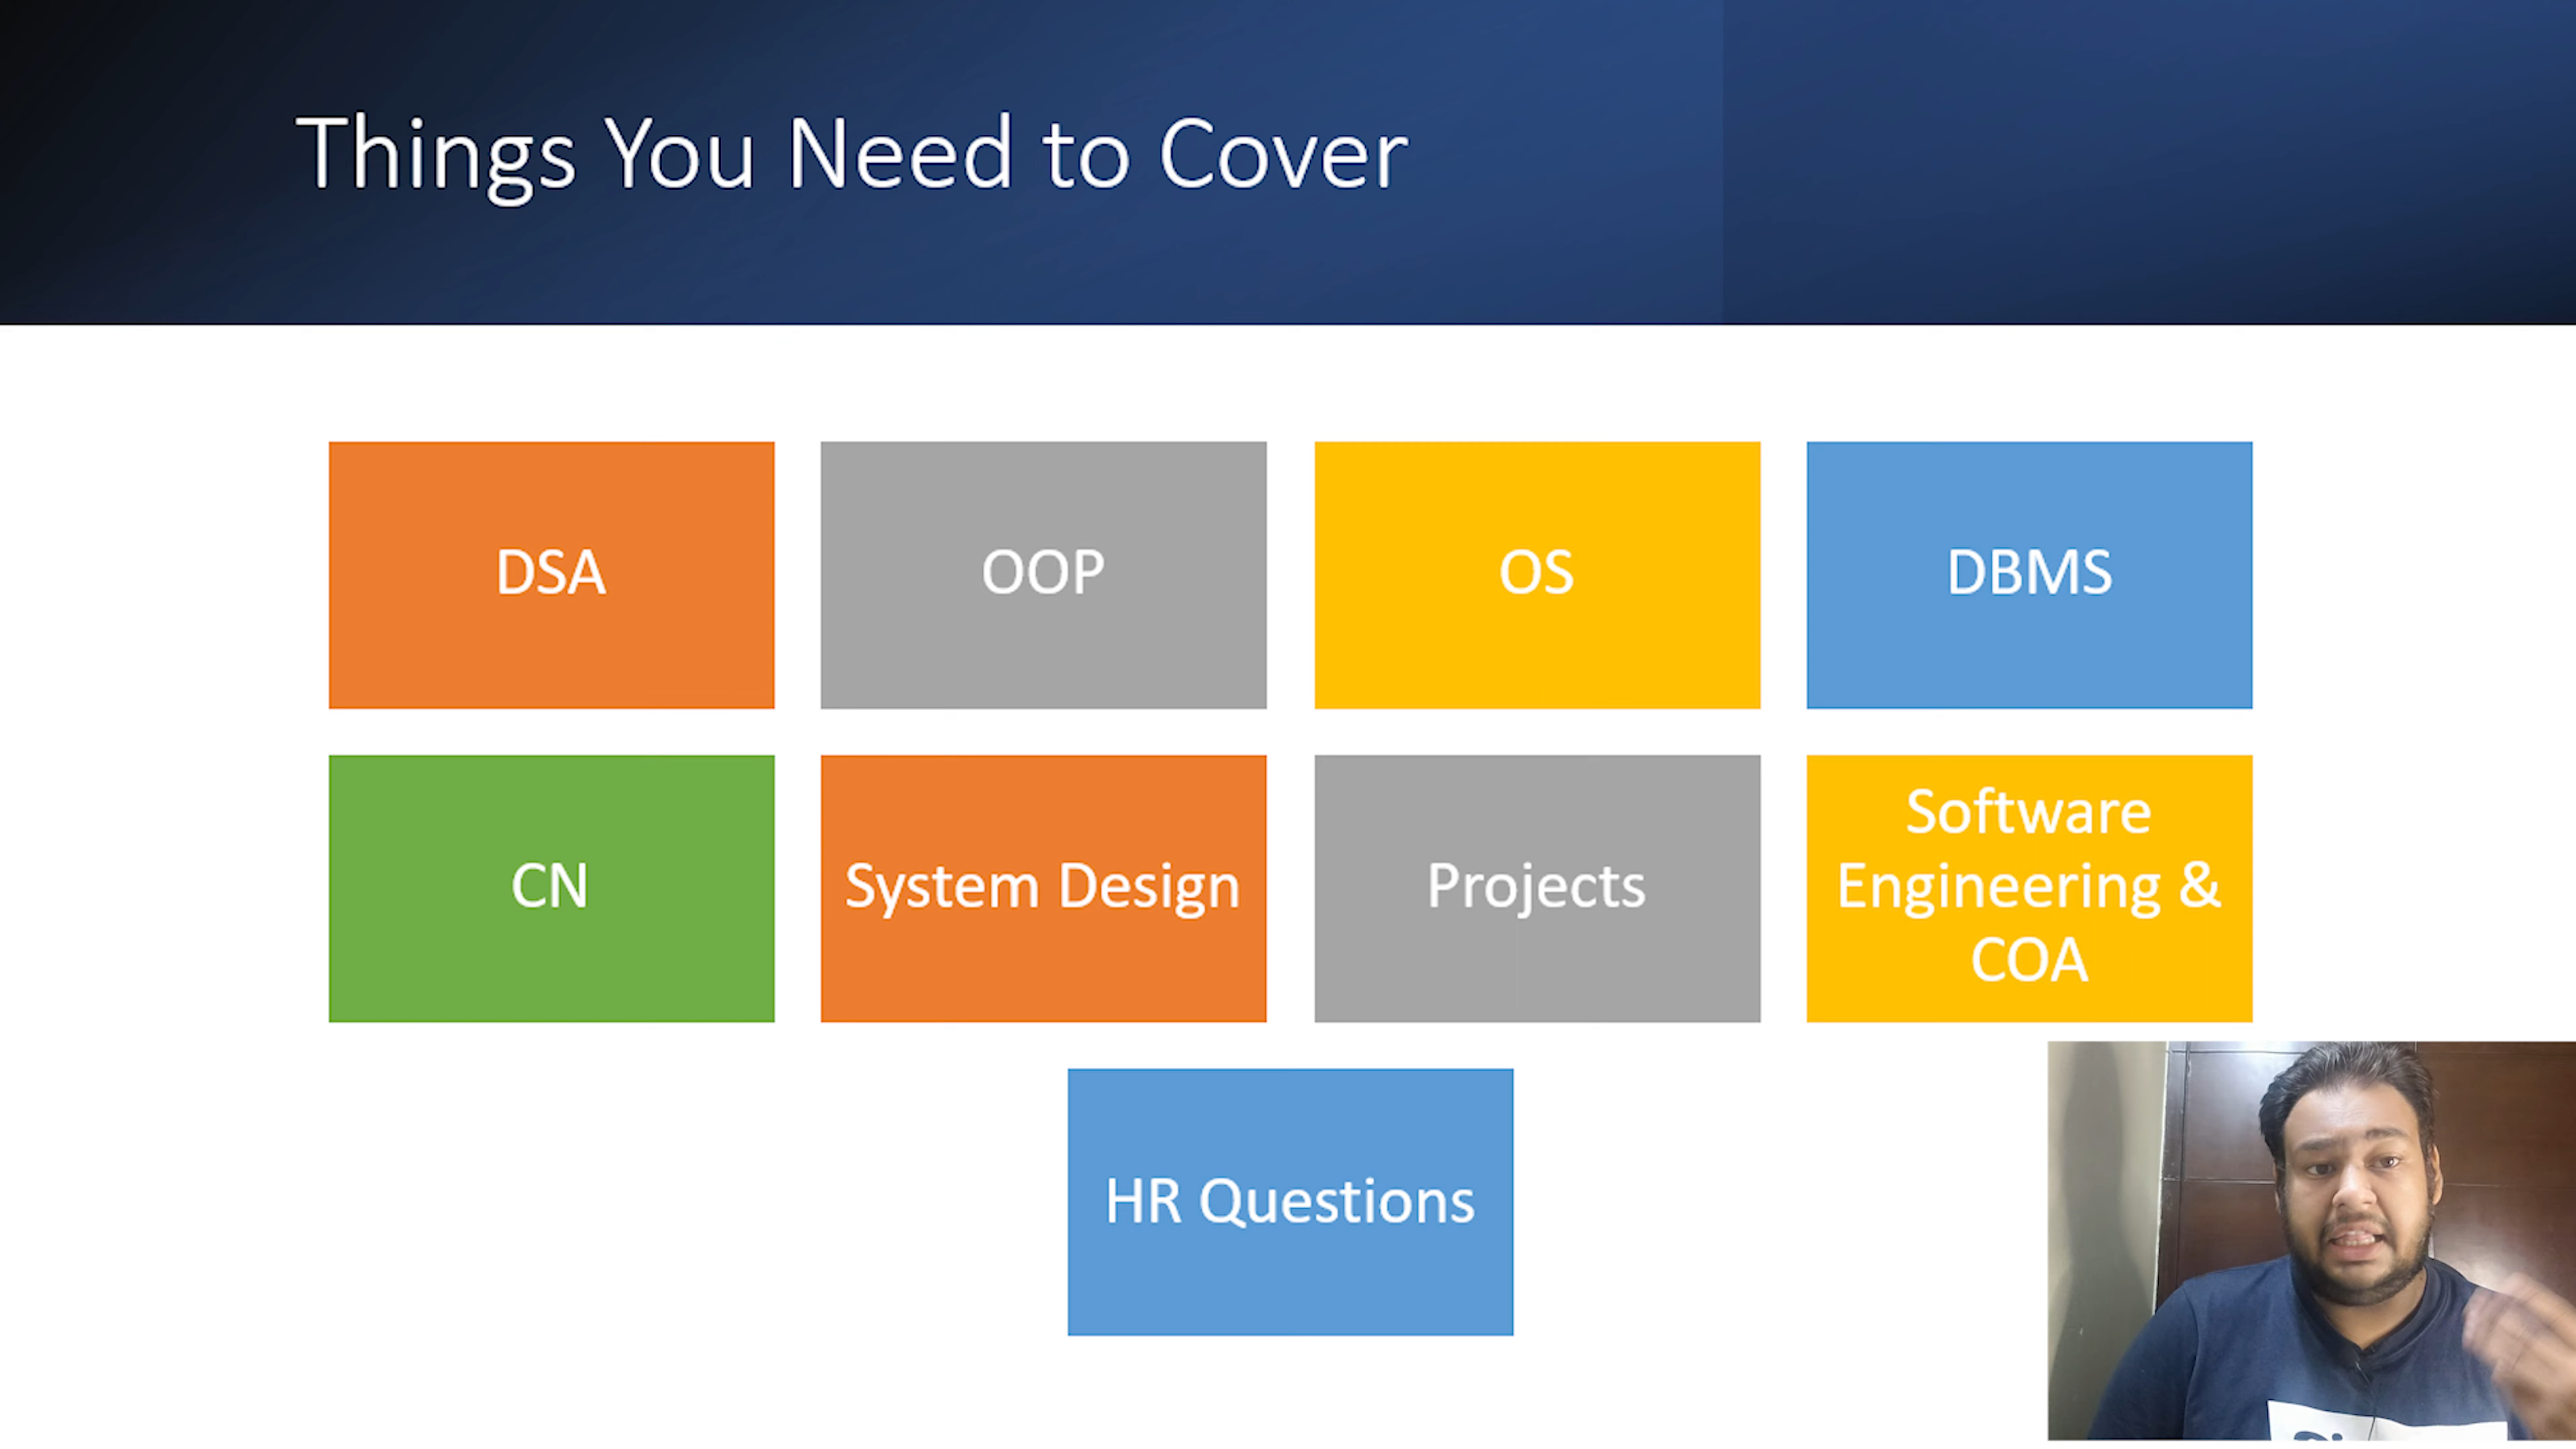 Things You Need to Cover
DSA
OOP
OS
DBMS
CN
System Design
Projects
Software
Engineering &
COA
HR Questions